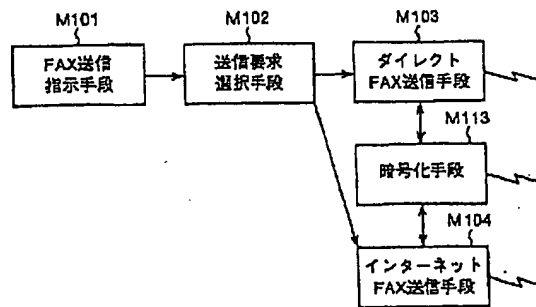 M101
FAX送信
指示手段
M102
送信要求
選択手段
M103
ダイレクト
FAX送信手段
M113
暗号化手段
M104
インターネット
FAX送信手段